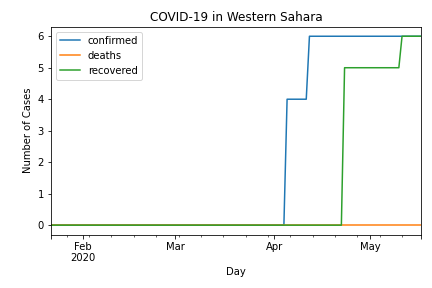 COVID-19 in Western Sahara
confirmed
deaths
recovered
Number of Cases
6
5
4
3
2
1
0
Feb
2020
Mar
Apr
May
Day